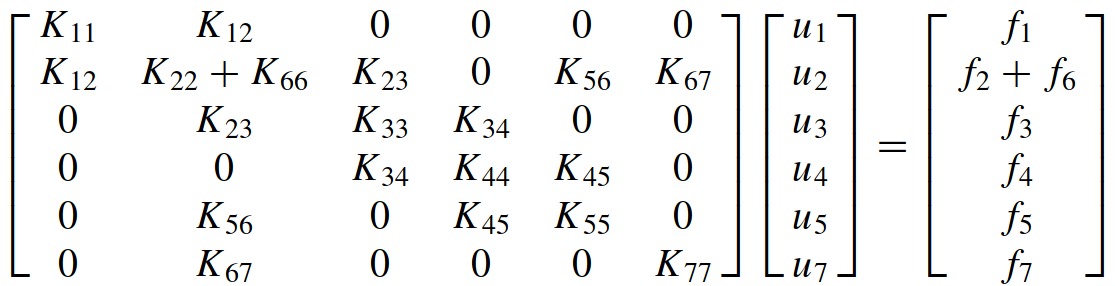 [ K₁₁ K₁₂ 0 0 0 0 ] [ u₁ ] = [ f₁ ]
[ K₁₂ K₂₂ + K₆₆ K₂₃ 0 K₅₆ K₆₇ ] [ u₂ ] = [ f₂ + f₆ ]
[ 0 K₂₃ K₃₃ K₃₄ 0 0 ] [ u₃ ] = [ f₃ ]
[ 0 0 K₃₄ K₄₄ K₄₅ 0 ] [ u₄ ] = [ f₄ ]
[ 0 K₅₆ 0 K₄₅ K₅₅ 0 ] [ u₅ ] = [ f₅ ]
[ 0 K₆₇ 0 0 0 K₇₇ ] [ u₇ ] = [ f₇ ]